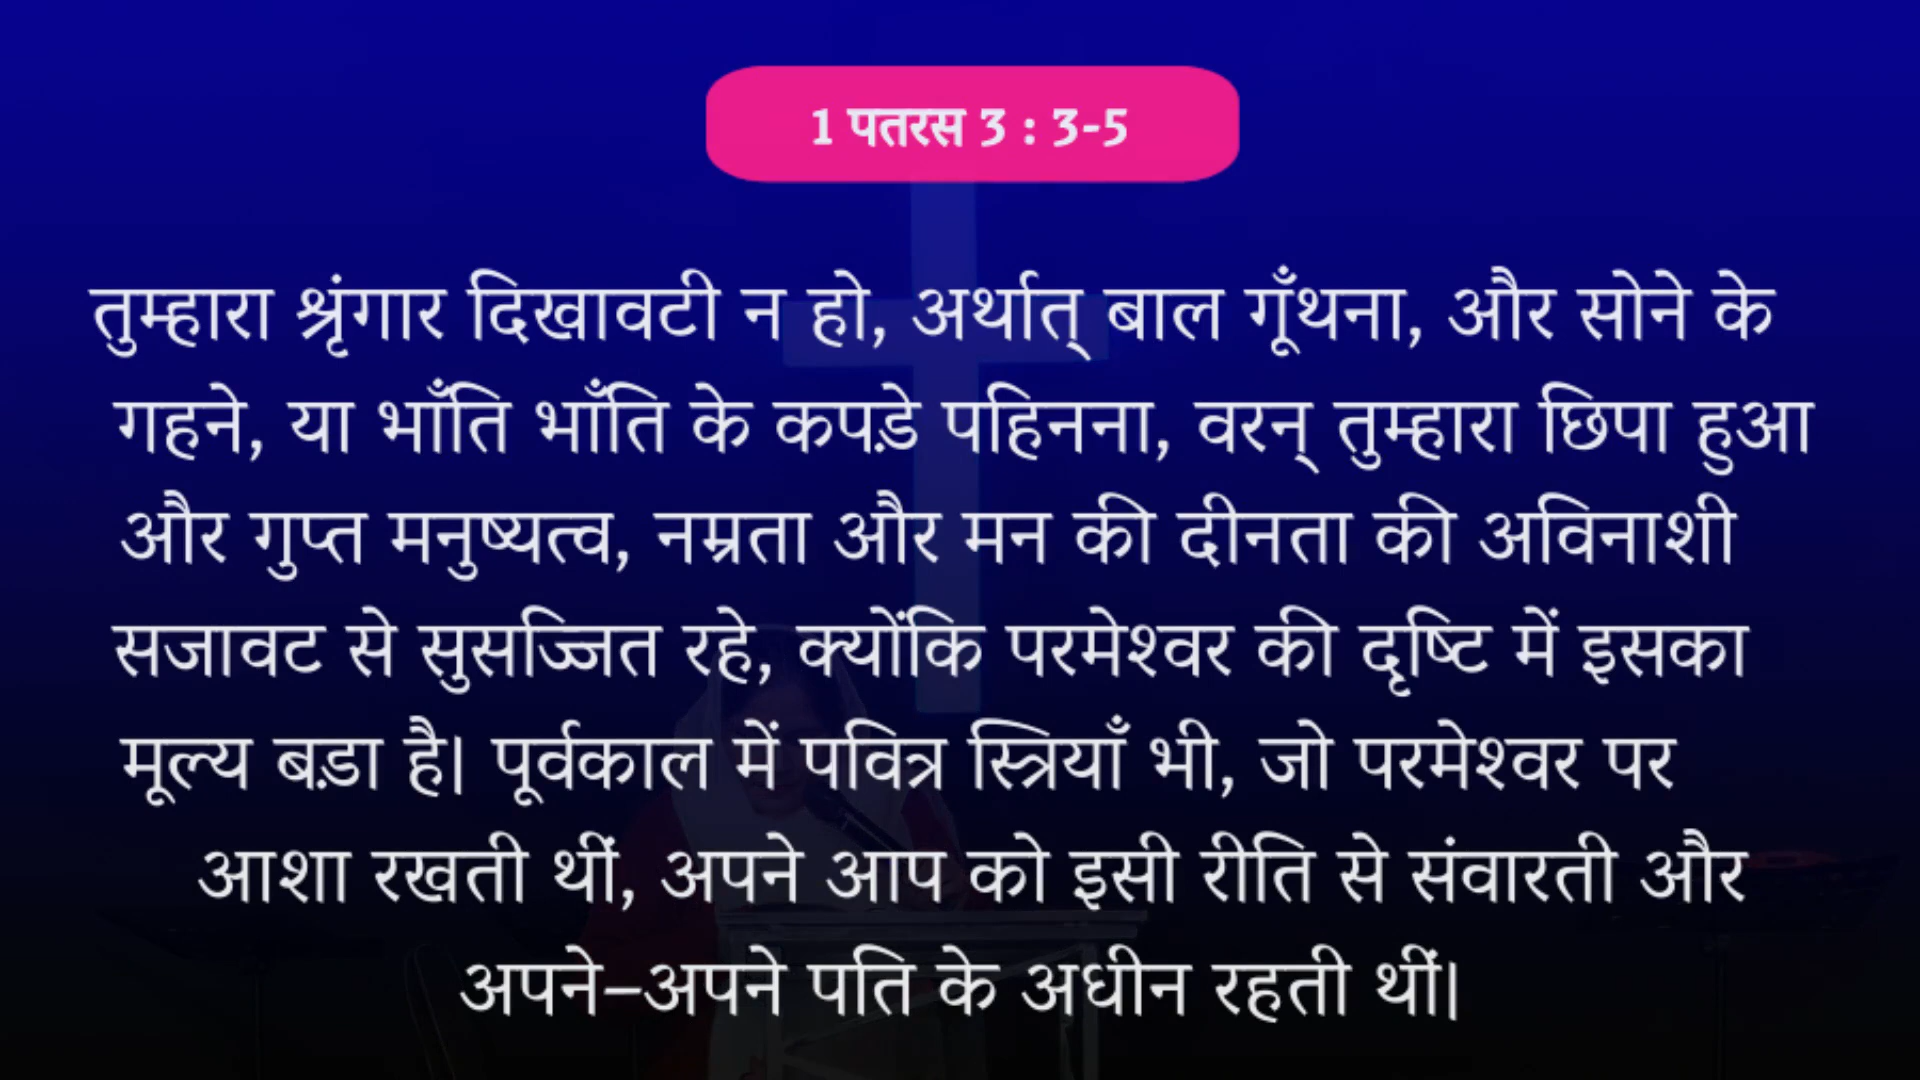 1 पतरस 3 : 3-5
तुम्हारा श्रृंगार दिखावटी न हो, अर्थात् बाल गूँथना, और सोने के
गहने, या भाँति भाँति के कपड़े पहिनना, वरन् तुम्हारा छिपा हुआ
और गुप्त मनुष्यत्व, नम्रता और मन की दीनता की अविनाशी
सजावट से सुसज्जित रहे, क्योंकि परमेश्वर की दृष्टि में इसका
मूल्य बड़ा है। पूर्वकाल में पवित्र स्त्रियाँ भी, जो परमेश्वर पर
आशा रखती थीं, अपने आप को इसी रीति से संवारती और
अपने–अपने पति के अधीन रहती थीं।